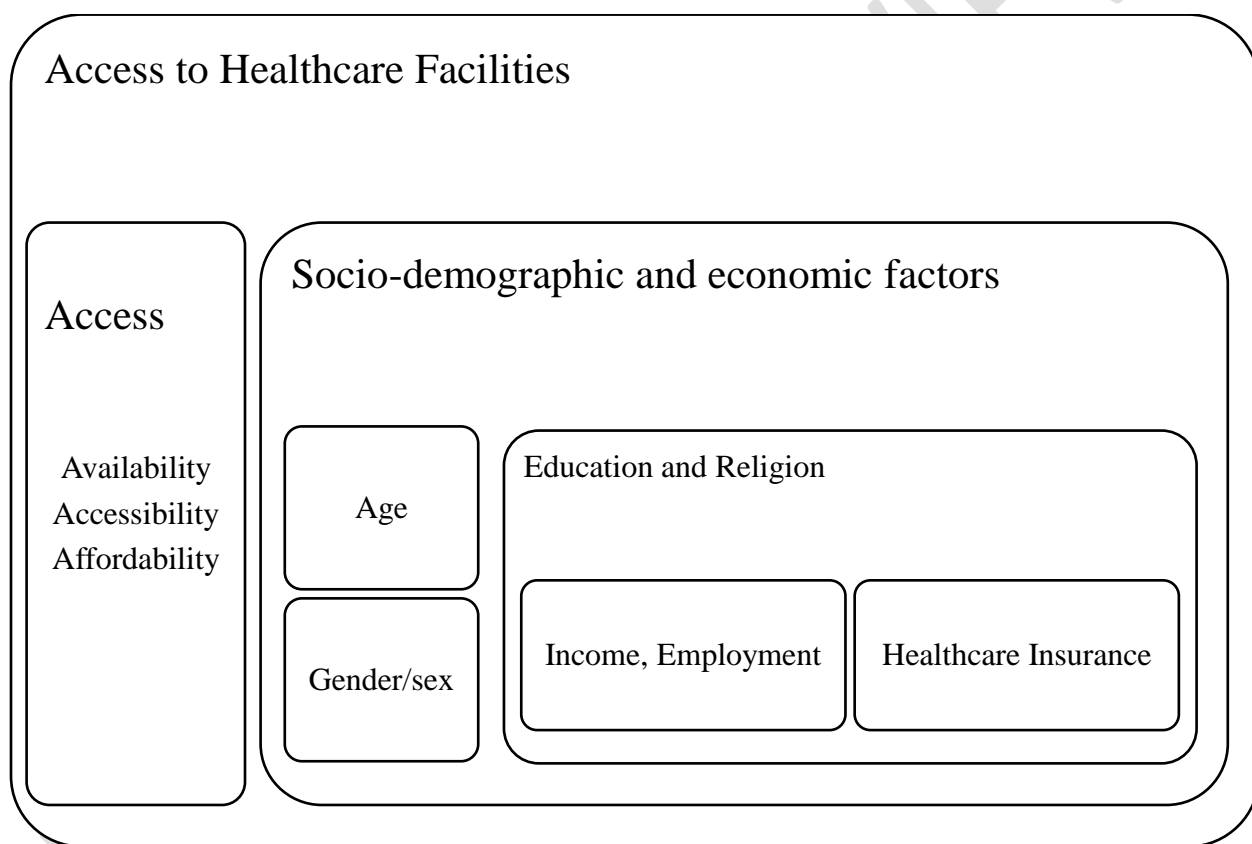 Access to Healthcare Facilities
Access
Availability
Accessibility
Affordability
Socio-demographic and economic factors
Age
Gender/sex
Education and Religion
Income, Employment
Healthcare Insurance